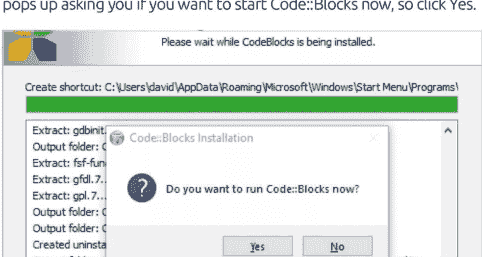 pops up asking you if you want to start Code::Blocks now, so click Yes.
Please wait while CodeBlocks is being installed.
Create shortcut: C:\Users\david\AppData\Roaming\Microsoft\Windows\Start Menu\Programs\
Extract: gdbinit.
Output folder: C
Extract: fsf-fun
Extract: gfdl.7..
Extract: gpl.7...
Output folder: C
Output folder: C
Created uninsta
Code::Blocks Installation
Do you want to run Code::Blocks now?
Yes
No